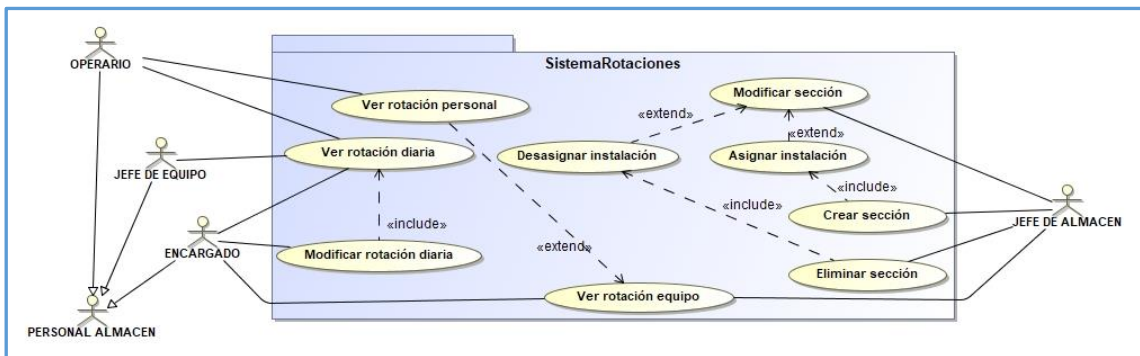 OPERARIO
SistemaRotaciones
Modificar sección
Ver rotación personal
«extend»
«extend»
Ver rotación diaria
Desasignar instalación
Asignar instalación
JEFE DE EQUIPO
«include»
«include»
Crear sección
JEFE DE ALMACEN
«include»
ENCARGADO
«extend»
Modificar rotación diaria
Eliminar sección
Ver rotación equipo
PERSONAL ALMACEN